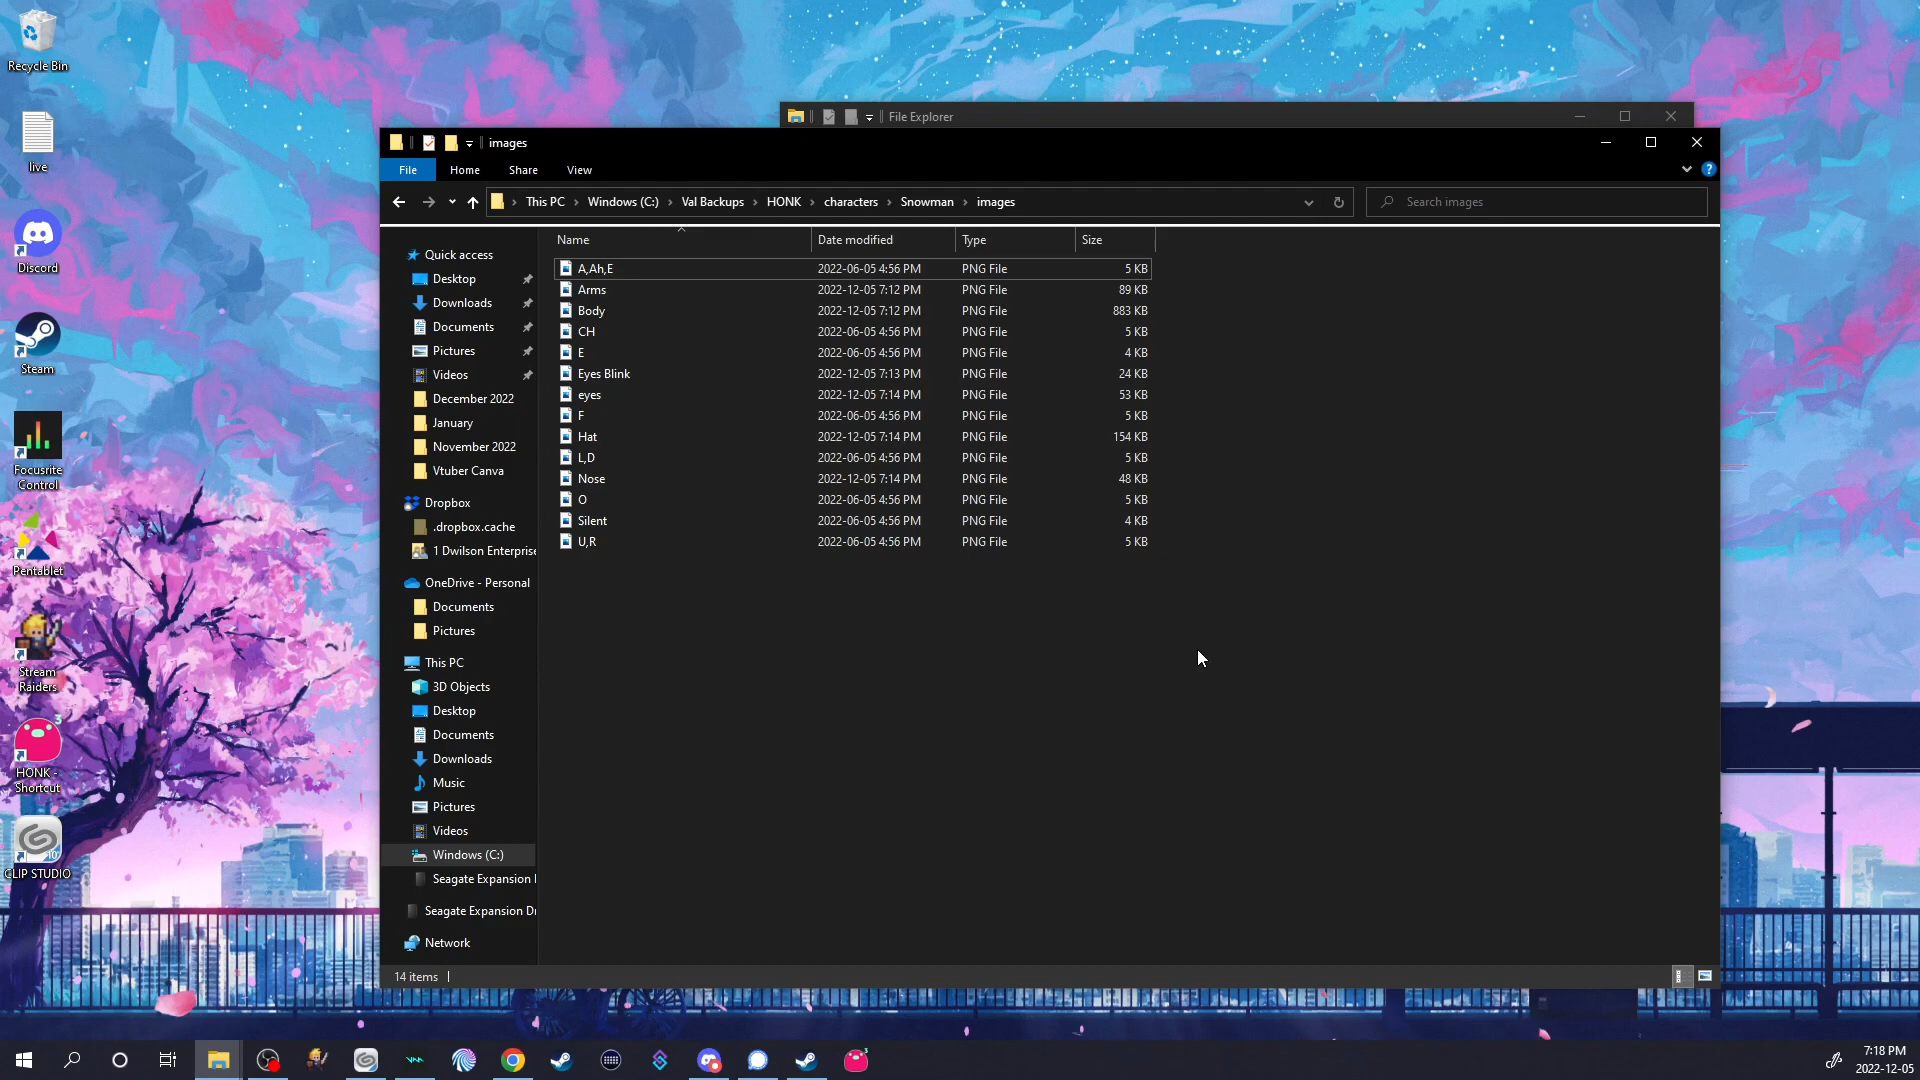 Recycle Bin
live
Discord
Steam
Focusrite
Control
Pentablet
Stream
Raiders
3
HONK -
Shortcut
CLIP STUDIO
File Explorer
images
File
Home
Share
View
?
This PC
Windows (C:)
Val Backups
HONK
characters
Snowman
images
Search images
Name
Date modified
Type
Size
A,Ah,E 2022-06-05 4:56 PM PNG File 5 KB
Arms 2022-12-05 7:12 PM PNG File 89 KB
Body 2022-12-05 7:12 PM PNG File 883 KB
CH 2022-06-05 4:56 PM PNG File 5 KB
E 2022-06-05 4:56 PM PNG File 4 KB
Eyes Blink 2022-12-05 7:13 PM PNG File 24 KB
eyes 2022-12-05 7:14 PM PNG File 53 KB
F 2022-06-05 4:56 PM PNG File 5 KB
Hat 2022-12-05 7:14 PM PNG File 154 KB
L,D 2022-06-05 4:56 PM PNG File 5 KB
Nose 2022-12-05 7:14 PM PNG File 48 KB
O 2022-06-05 4:56 PM PNG File 5 KB
Silent 2022-06-05 4:56 PM PNG File 4 KB
U,R 2022-06-05 4:56 PM PNG File 5 KB
Quick access
Desktop
Downloads
Documents
Pictures
Videos
December 2022
January
November 2022
Vtuber Canva
Dropbox
.dropbox.cache
1 Dwilson Enterprise
OneDrive - Personal
Documents
Pictures
This PC
3D Objects
Desktop
Documents
Downloads
Music
Pictures
Videos
Windows (C:)
Seagate Expansion
Seagate Expansion Dr
Network
14 items
7:18 PM
2022-12-05